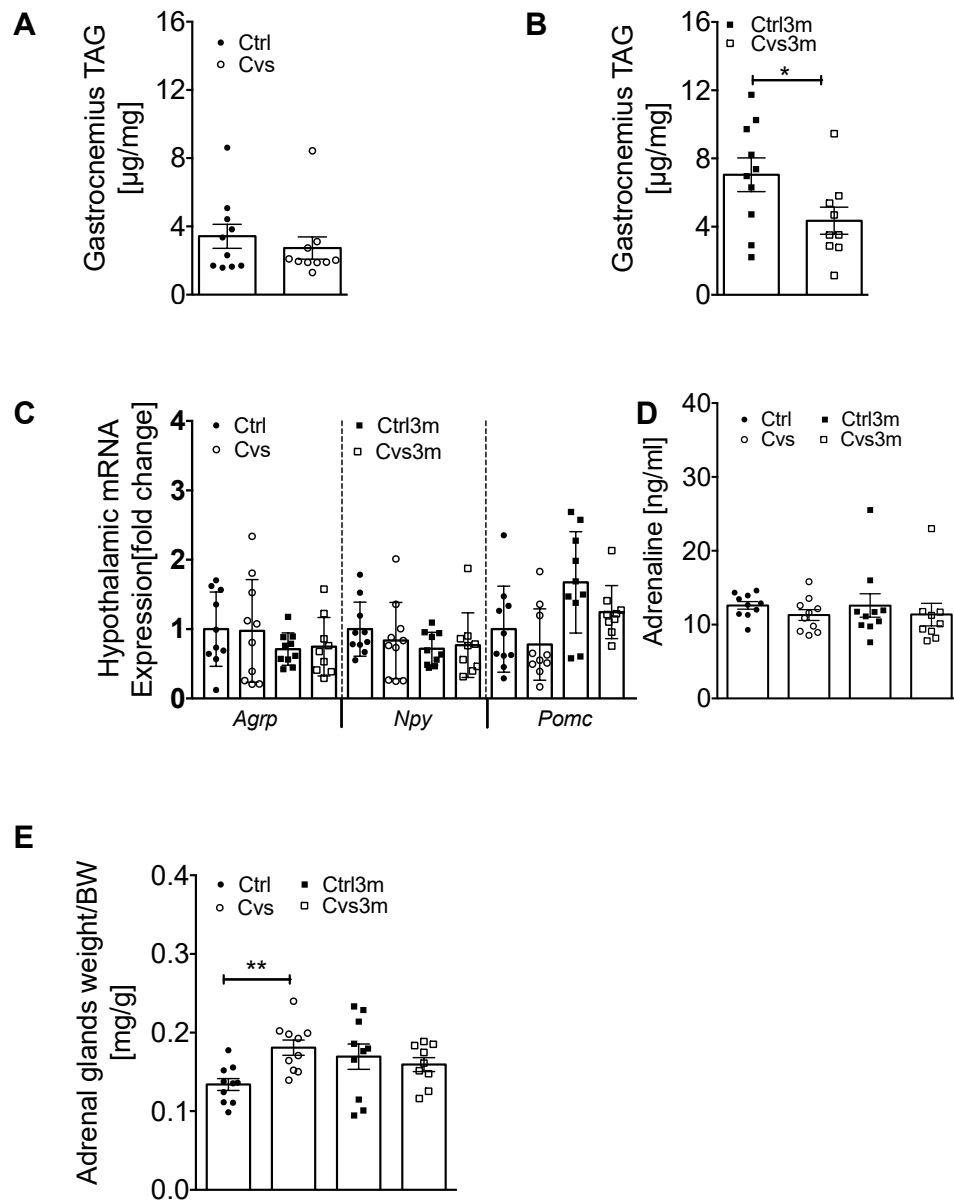 A
Gastrocnemius TAG
[µg/mg]
16
12
8
4
0
Ctrl
Cvs
B
Gastrocnemius TAG
[µg/mg]
16
12
8
4
0
Ctrl3m
Cvs3m
*
C
Hypothalamic mRNA
Expression[fold change]
4
3
2
1
0
Ctrl
Cvs
Ctrl3m
Cvs3m
Agrp
Npy
Pomc
D
Adrenaline [ng/ml]
40
30
20
10
0
Ctrl
Cvs
Ctrl3m
Cvs3m
E
Adrenal glands weight/BW
[mg/g]
0.4
0.3
0.2
0.1
0.0
Ctrl
Cvs
Ctrl3m
Cvs3m
**